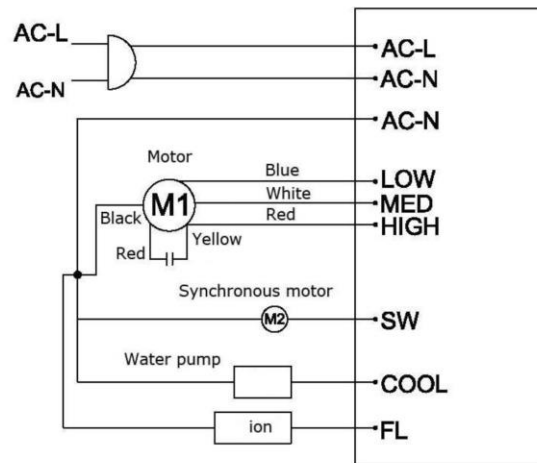 AC-L
AC-L
AC-N
AC-N
AC-N
Motor
Blue
LOW
M1
White
MED
Black
Red
HIGH
Yellow
Red
Synchronous motor
M2
SW
Water pump
COOL
ion
FL